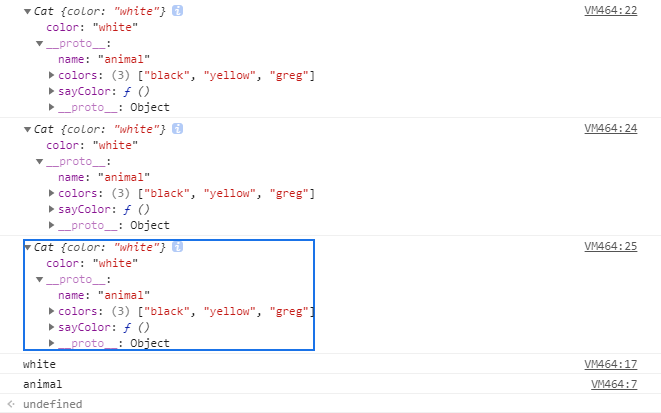 Cat {color: "white"} i VM464:22
color: "white"
__proto__:
name: "animal"
colors: (3) ["black", "yellow", "greg"]
sayColor: ƒ ()
__proto__: Object
Cat {color: "white"} i VM464:24
color: "white"
__proto__:
name: "animal"
colors: (3) ["black", "yellow", "greg"]
sayColor: ƒ ()
__proto__: Object
Cat {color: "white"} i VM464:25
color: "white"
__proto__:
name: "animal"
colors: (3) ["black", "yellow", "greg"]
sayColor: ƒ ()
__proto__: Object
white VM464:17
animal VM464:7
undefined